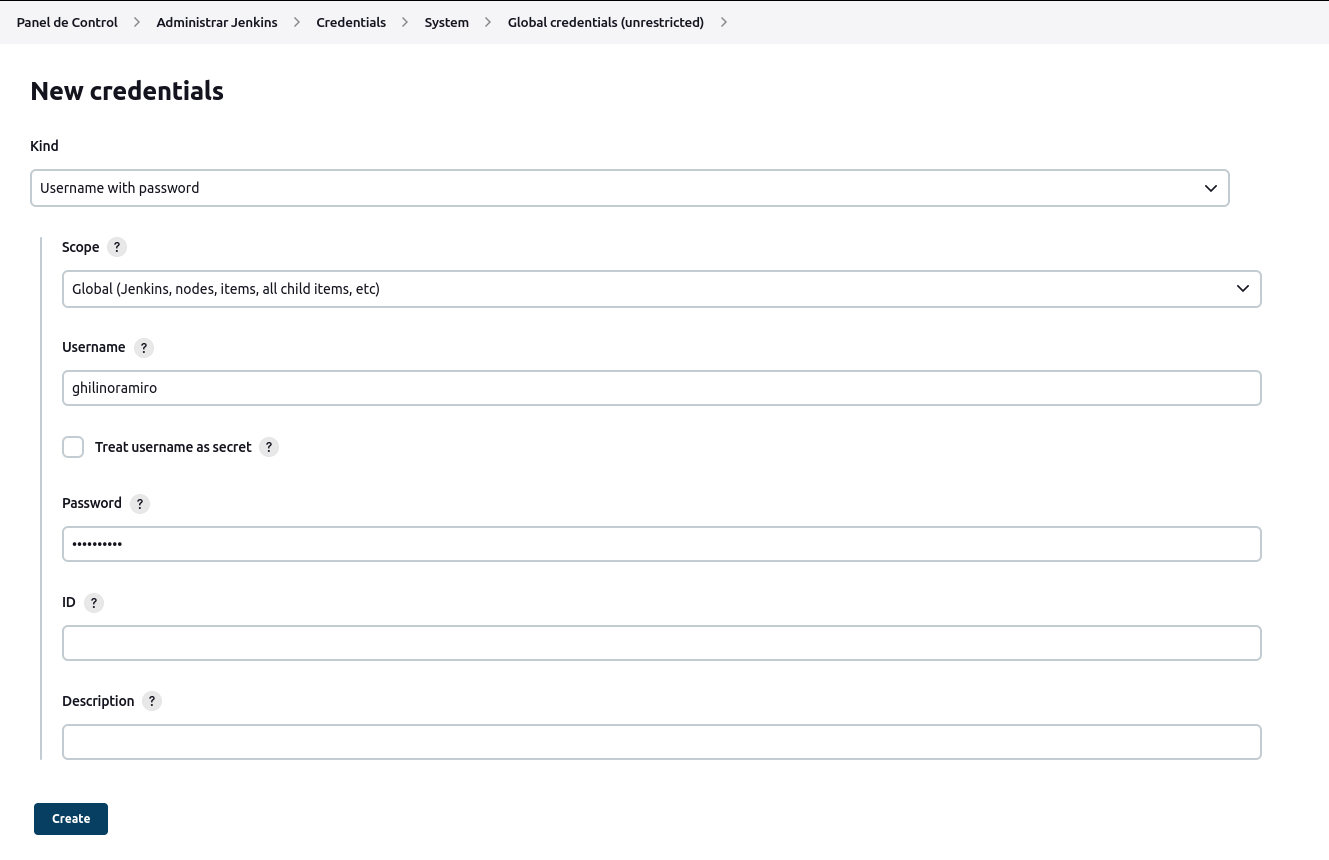 Panel de Control > Administrar Jenkins > Credentials > System > Global credentials (unrestricted) >
New credentials
Kind
Username with password
Scope ?
Global (Jenkins, nodes, items, all child items, etc)
Username ?
ghilinoramiro
Treat username as secret ?
Password ?
••••••••••
ID ?
Description ?
Create